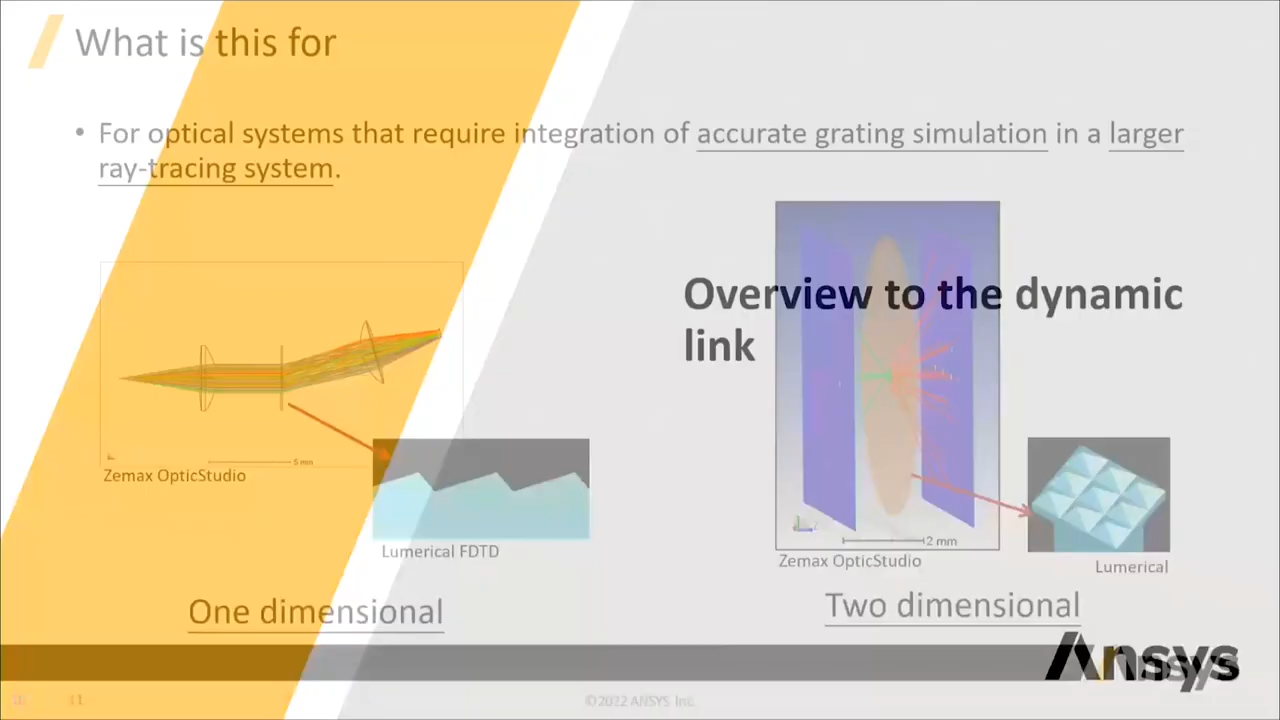 What is this for
• For optical systems that require integration of accurate grating simulation in a larger
ray-tracing system.
Overview to the dynamic
link
5 mm
Zemax OpticStudio
Lumerical FDTD
One dimensional
2 mm
Zemax OpticStudio
Lumerical
Two dimensional
Ansys
©2022 ANSYS, Inc.